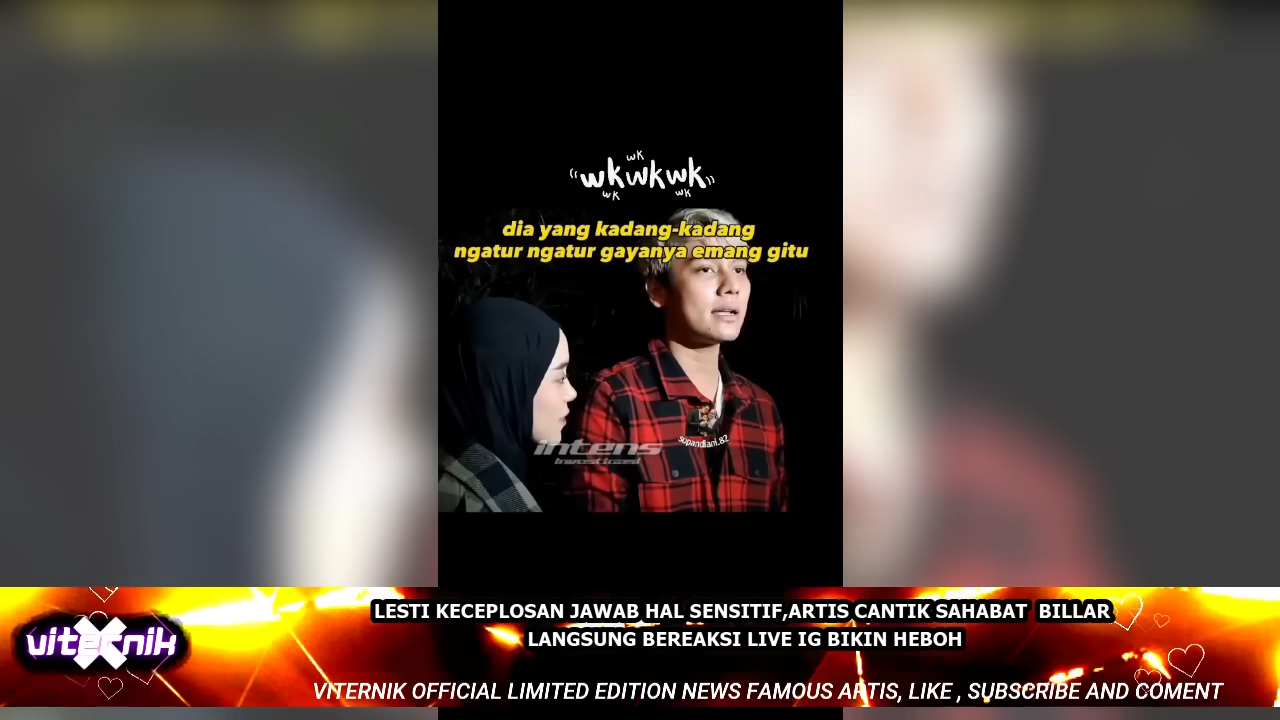 wk
wkwkwk
wk wk
dia yang kadang-kadang
ngatur ngatur gayanya emang gitu
sopandiani.82
intens
Investigasi
LESTI KECEPLOSAN JAWAB HAL SENSITIF,ARTIS CANTIK SAHABAT BILLAR
LANGSUNG BEREAKSI LIVE IG BIKIN HEBOH
viternik
VITERNIK OFFICIAL LIMITED EDITION NEWS FAMOUS ARTIS, LIKE , SUBSCRIBE AND COMENT